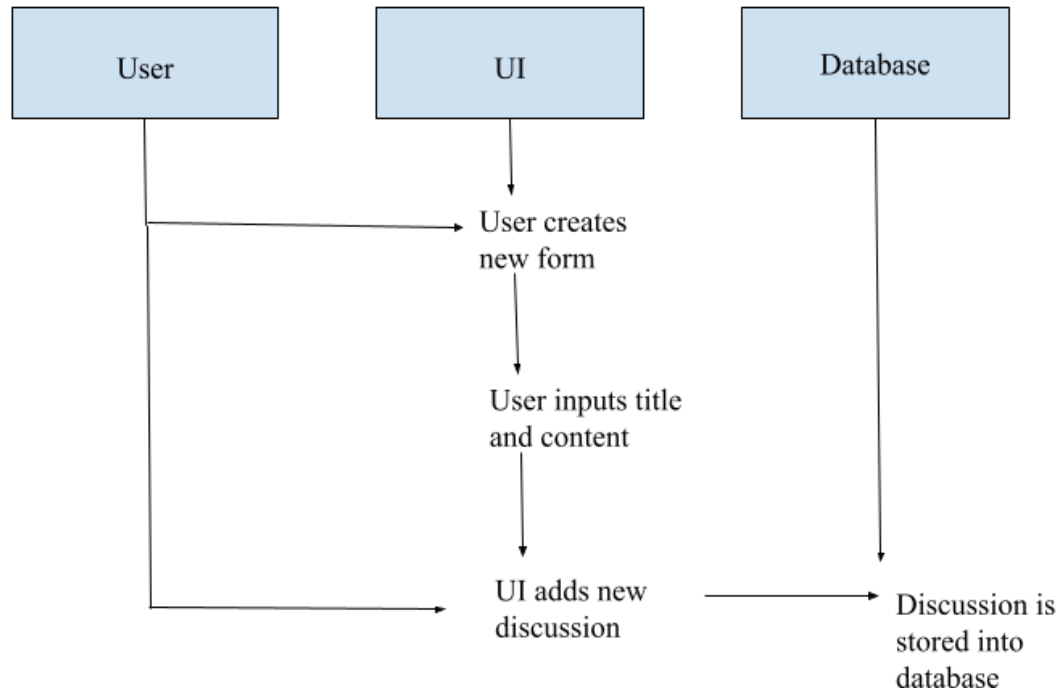 User
UI
Database
User creates
new form
User inputs title
and content
UI adds new
discussion
Discussion is
stored into
database